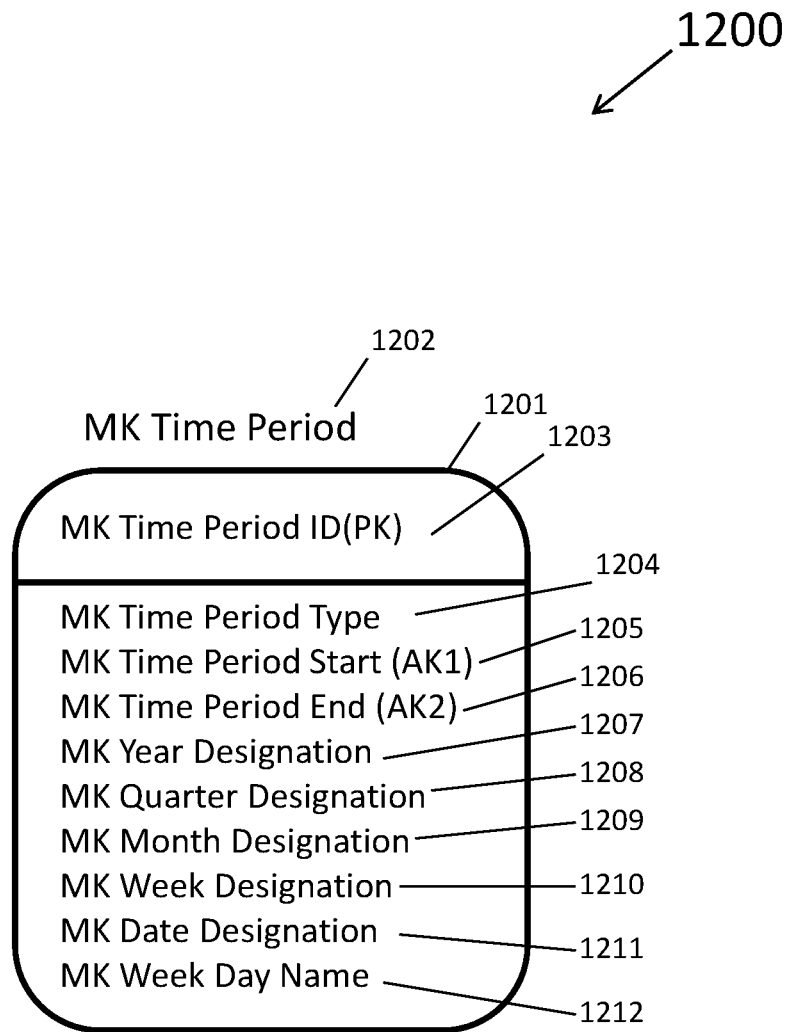 1200
1202
MK Time Period
1201
1203
MK Time Period ID(PK)
1204
MK Time Period Type
1205
MK Time Period Start (AK1)
1206
MK Time Period End (AK2)
1207
MK Year Designation
1208
MK Quarter Designation
1209
MK Month Designation
1210
MK Week Designation
1211
MK Date Designation
1212
MK Week Day Name